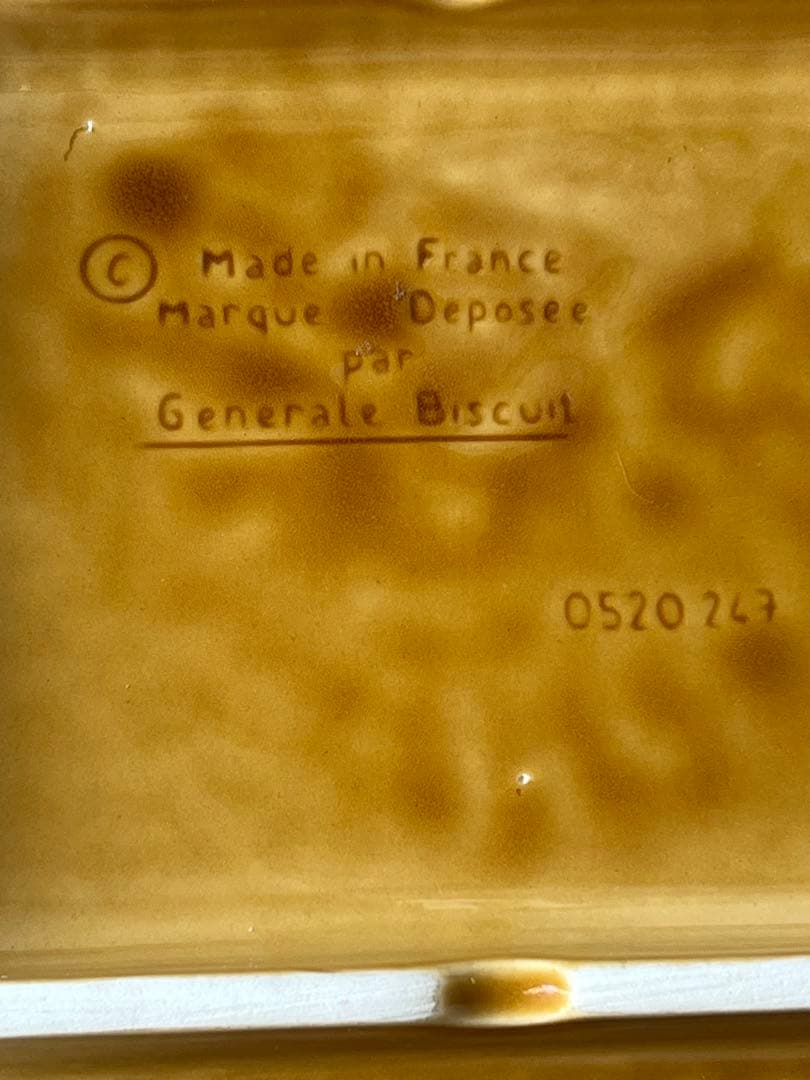 © Made in France
Marque Deposee
par
Generale Biscuit
0520 247